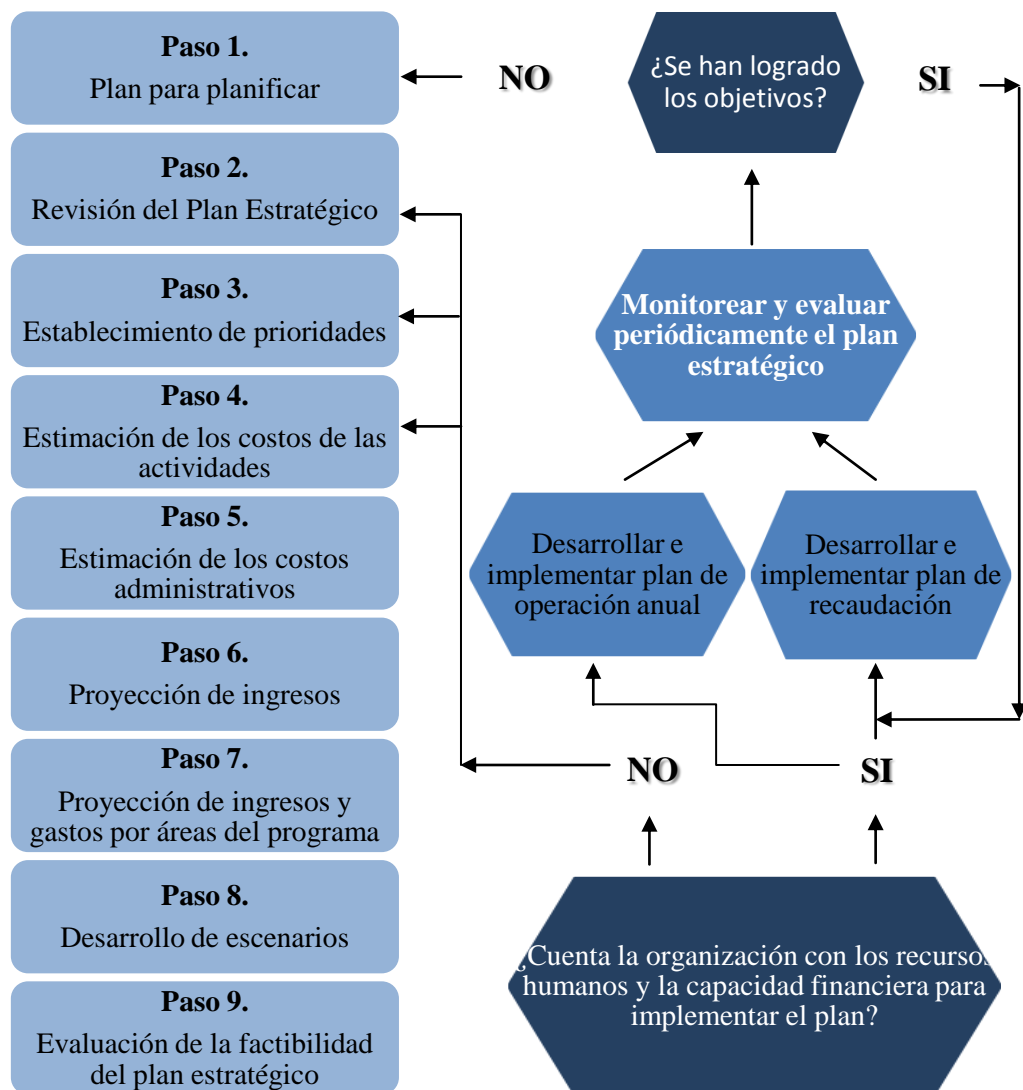 Paso 1.
Plan para planificar
Paso 2.
Revisión del Plan Estratégico
Paso 3.
Establecimiento de prioridades
Paso 4.
Estimación de los costos de las
actividades
Paso 5.
Estimación de los costos
administrativos
Paso 6.
Proyección de ingresos
Paso 7.
Proyección de ingresos y
gastos por áreas del programa
Paso 8.
Desarrollo de escenarios
Paso 9.
Evaluación de la factibilidad
del plan estratégico
NO
¿Se han logrado
los objetivos?
SI
Monitorear y evaluar
periódicamente el plan
estratégico
Desarrollar e
implementar plan de
operación anual
Desarrollar e
implementar plan de
recaudación
NO
SI
¿Cuenta la organización con los recursos
humanos y la capacidad financiera para
implementar el plan?